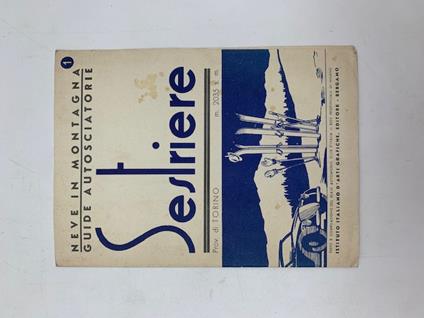 NEVE IN MONTAGNA
GUIDE AUTOSCIATORIE
1
Sestriere
Prov. di TORINO m. 2035 s. m.
ISTITUTO ITALIANO D'ARTI GRAFICHE, EDITORE - BERGAMO